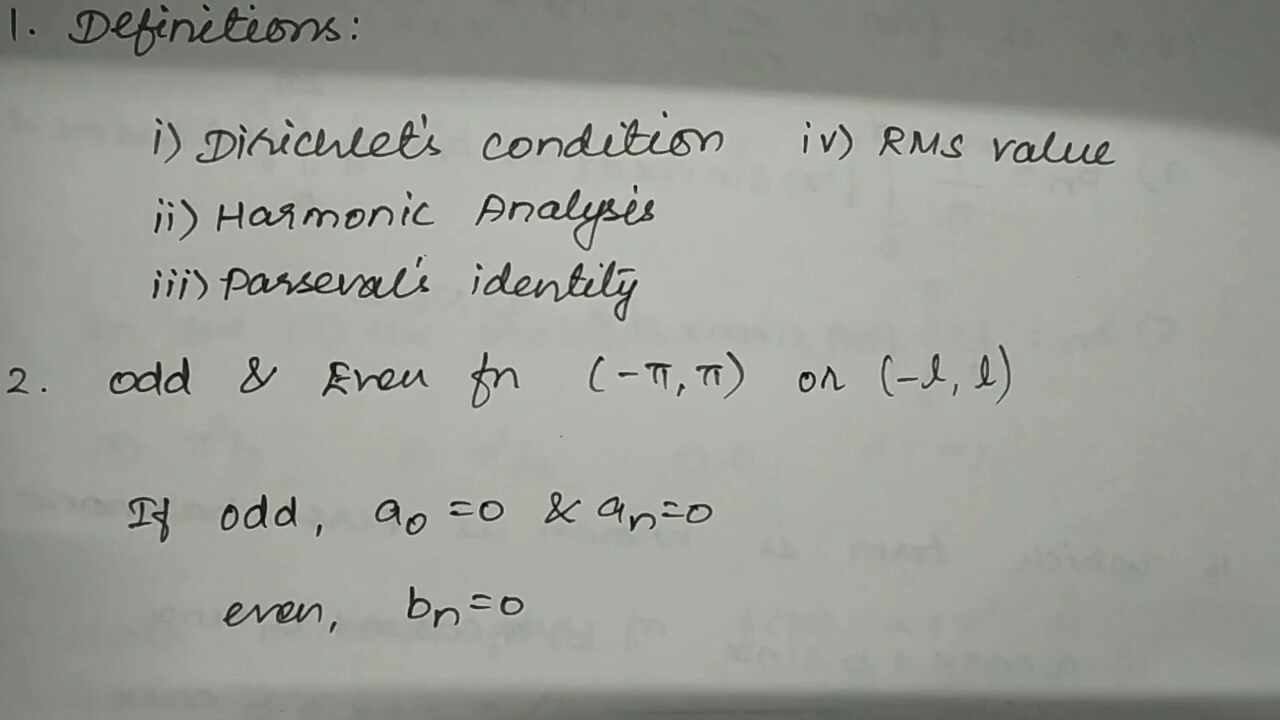 1. Definitions:
i) Dirichlet's condition iv) RMS value
ii) Harmonic Analysis
iii) Parseval's identity
2. odd & Even fn (-π, π) or (-l, l)
If odd, a₀ =0 & aₙ=0
even, bₙ=0